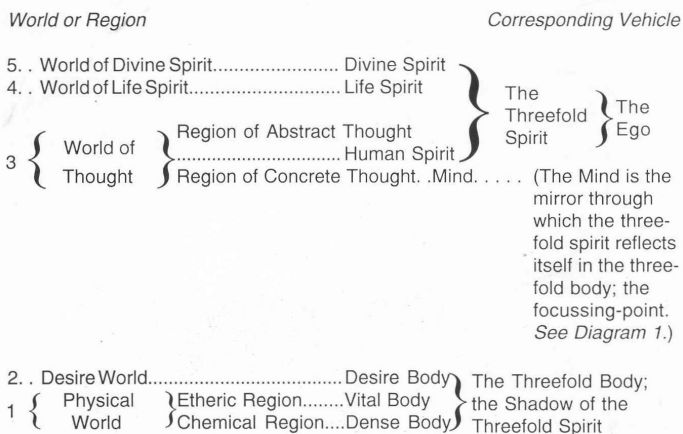 World or Region Corresponding Vehicle
5. . World of Divine Spirit........................ Divine Spirit
4. . World of Life Spirit............................. Life Spirit
The
Threefold
Spirit
The
Ego
3 World of
Thought
Region of Abstract Thought
.................................. Human Spirit
Region of Concrete Thought. .Mind. . . . . (The Mind is the
mirror through
which the three-
fold spirit reflects
itself in the three-
fold body; the
focussing-point.
See Diagram 1.)
2. . Desire World.......................................Desire Body
1 Physical
World
Etheric Region........Vital Body
Chemical Region....Dense Body
The Threefold Body;
the Shadow of the
Threefold Spirit